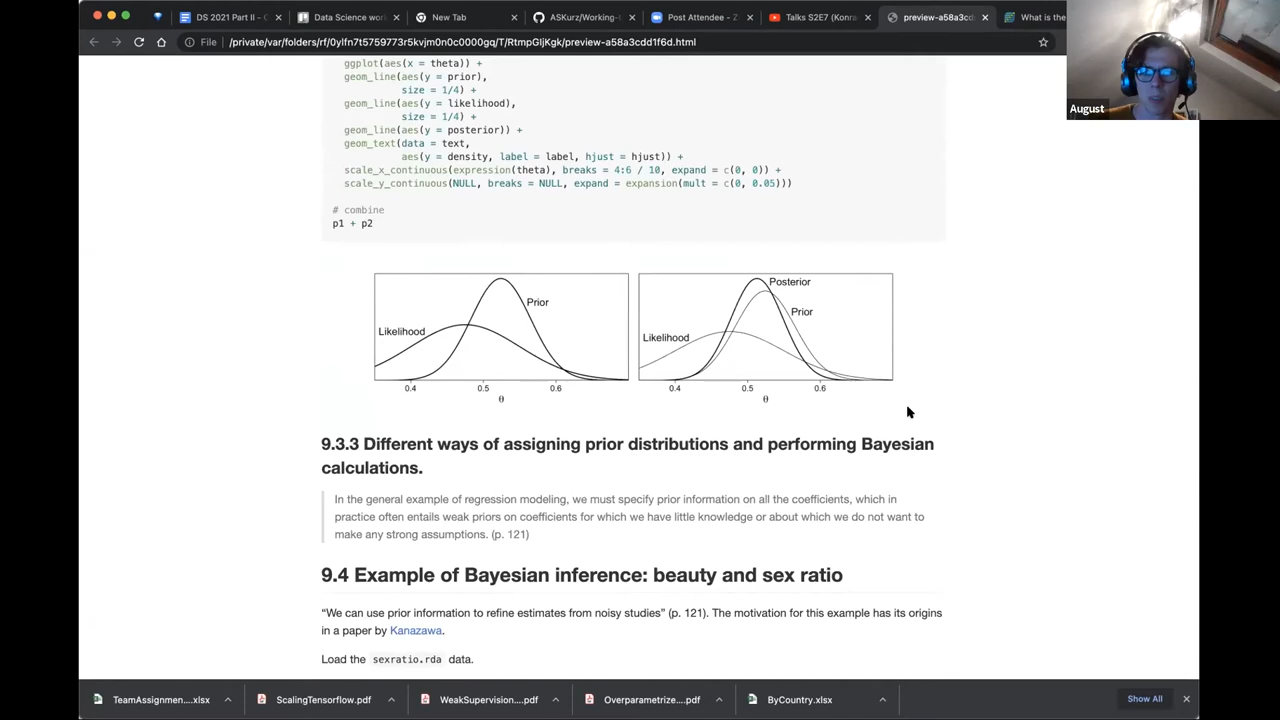 DS 2021 Part II – C
Data Science wor
New Tab
ASKurz/Working-
Post Attendee - Z
Talks S2E7 (Konra
preview-a58a3cdd
What is the
File
/private/var/folders/rf/0ylfn7t5759773r5kvjm0n0c0000gq/T/RtmpGIjKgk/preview-a58a3cdd1f6d.html
August
ggplot(aes(x = theta)) +
geom_line(aes(y = prior),
size = 1/4) +
geom_line(aes(y = likelihood),
size = 1/4) +
geom_line(aes(y = posterior)) +
geom_text(data = text,
aes(y = density, label = label, hjust = hjust)) +
scale_x_continuous(expression(theta), breaks = 4:6 / 10, expand = c(0, 0)) +
scale_y_continuous(NULL, breaks = NULL, expand = expansion(mult = c(0, 0.05)))
# combine
p1 + p2
Prior
Likelihood
0.4 0.5 0.6
θ
Posterior
Prior
Likelihood
0.4 0.5 0.6
θ
9.3.3 Different ways of assigning prior distributions and performing Bayesian
calculations.
In the general example of regression modeling, we must specify prior information on all the coefficients, which in
practice often entails weak priors on coefficients for which we have little knowledge or about which we do not want to
make any strong assumptions. (p. 121)
9.4 Example of Bayesian inference: beauty and sex ratio
“We can use prior information to refine estimates from noisy studies” (p. 121). The motivation for this example has its origins
in a paper by Kanazawa.
Load the sexratio.rda data.
TeamAssignmen....xlsx
ScalingTensorflow.pdf
WeakSupervision....pdf
Overparametrize....pdf
ByCountry.xlsx
Show All